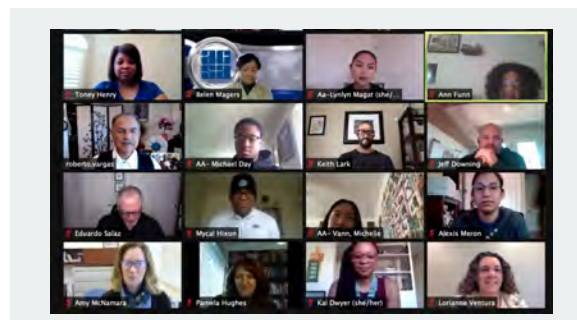 Toney Henry
Belen Magers
Aa-Lynlyn Magat (she/...
Ann Funn
roberto vargas
AA- Michael Day
Keith Lark
Jeff Downing
Eduardo Salaz
Mycal Hixon
AA- Vann, Michelle
Alexis Meron
Amy McNamara
Pamela Hughes
Kai Dwyer (she/her)
Lorianne Ventura